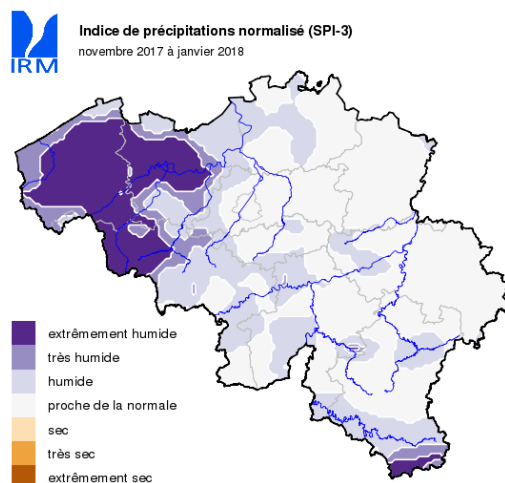 Indice de précipitations normalisé (SPI-3)
novembre 2017 à janvier 2018
IRM
extrêmement humide
très humide
humide
proche de la normale
sec
très sec
extrêmement sec